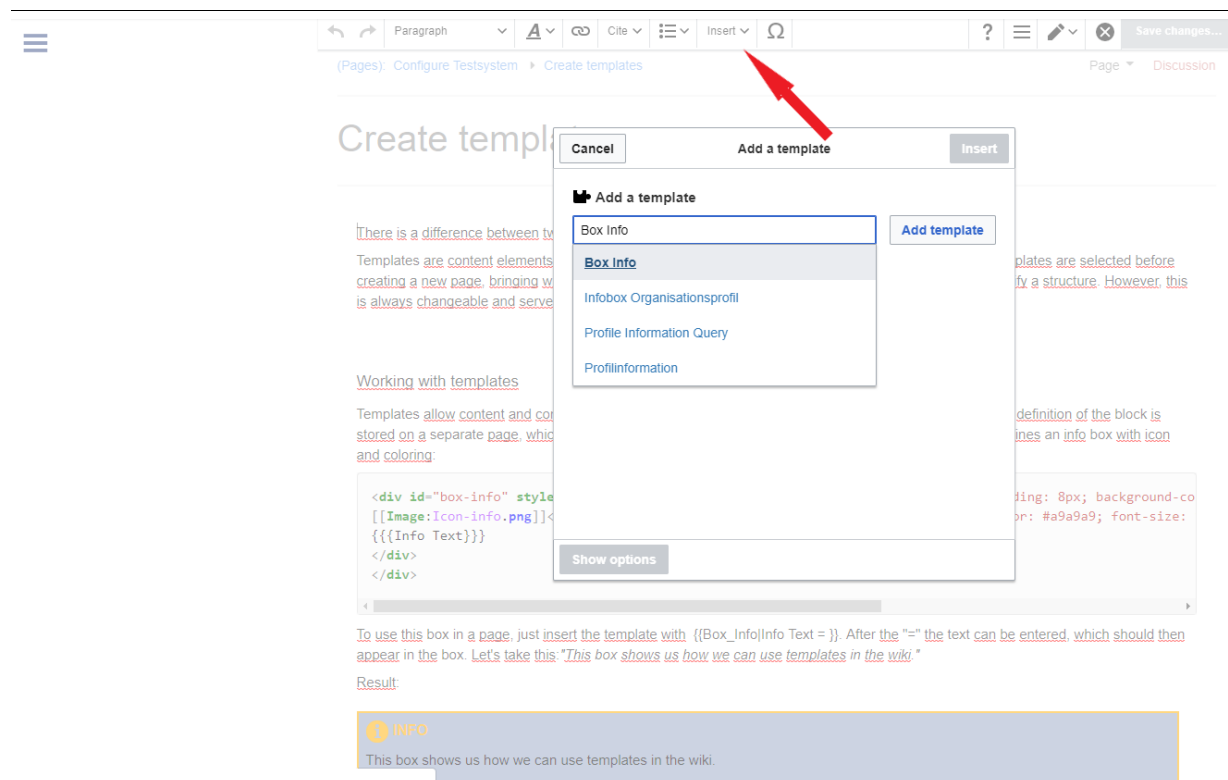 Paragraph A Cite Insert Ω ? Save changes...
(Pages): Configure Testsystem Create templates Page Discussion
Create templ
Cancel Add a template Insert
Add a template
Box Info Add template
Box Info
Infobox Organisationsprofil
Profile Information Query
Profilinformation
Show options
There is a difference between tw
Templates are content elements plates are selected before
creating a new page, bringing w ify a structure. However, this
is always changeable and serve
Working with templates
Templates allow content and cor definition of the block is
stored on a separate page, whic ines an info box with icon
and coloring:
<div id="box-info" style ding: 8px; background-co
[[Image:Icon-info.png]]< or: #a9a9a9; font-size:
{{{Info Text}}}
</div>
</div>
To use this box in a page, just insert the template with {{Box_Info|Info Text = }}. After the "=" the text can be entered, which should then
appear in the box. Let's take this:"This box shows us how we can use templates in the wiki."
Result:
INFO
This box shows us how we can use templates in the wiki.